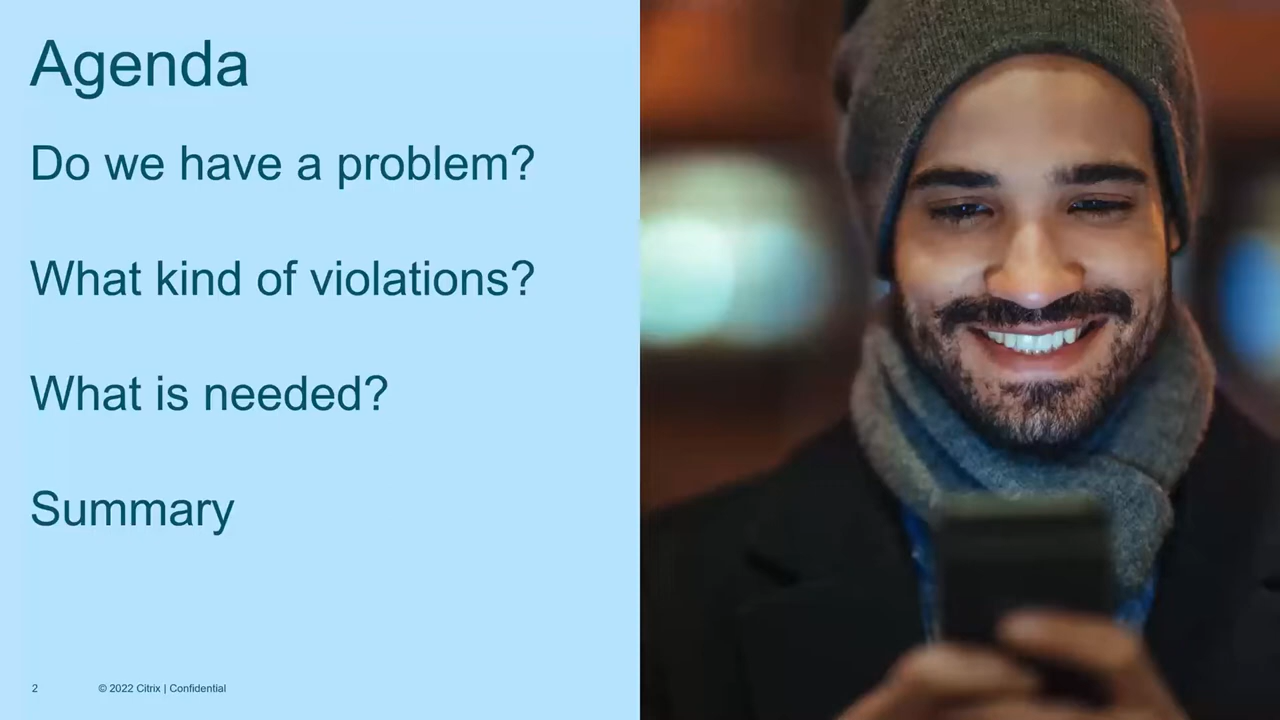 Agenda
Do we have a problem?
What kind of violations?
What is needed?
Summary
2 © 2022 Citrix | Confidential